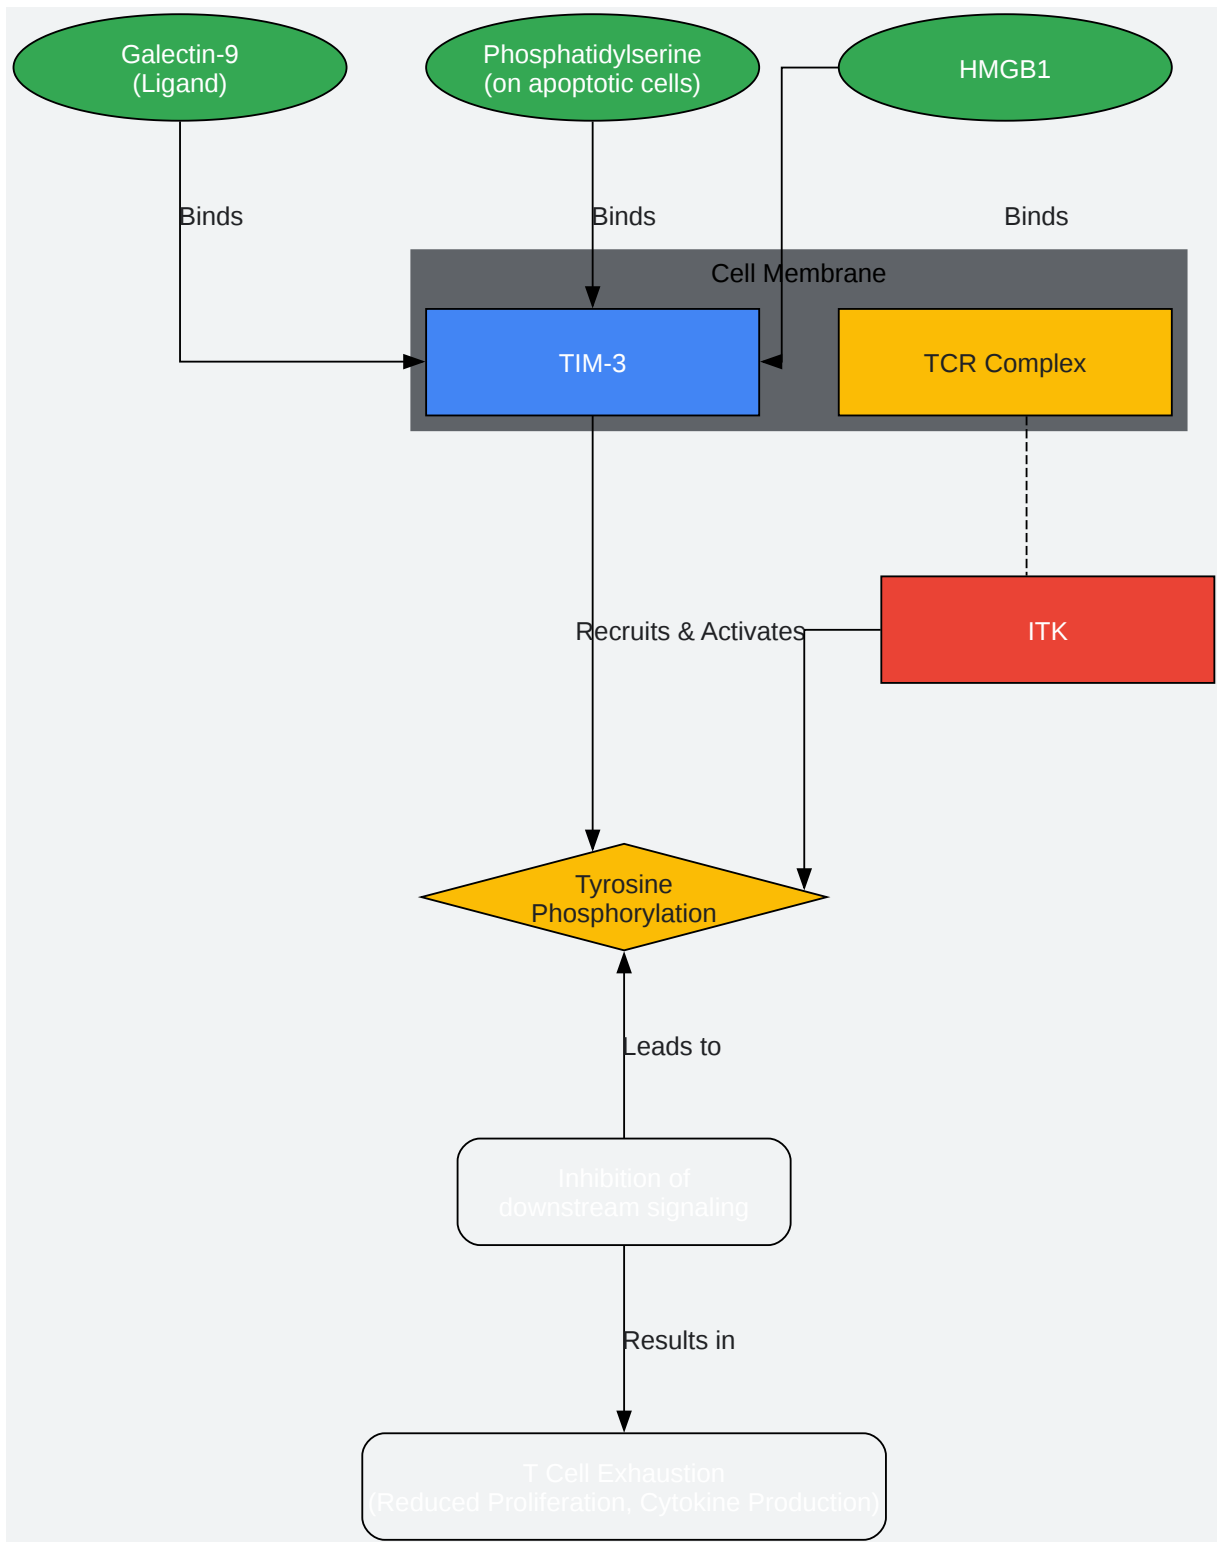 Galectin-9
(Ligand)
Phosphatidylserine
(on apoptotic cells)
HMGB1
Binds
Binds
Binds
Cell Membrane
TIM-3
TCR Complex
Recruits & Activates
ITK
Tyrosine
Phosphorylation
Leads to
Inhibition of
downstream signaling
Results in
T Cell Exhaustion
(Reduced Proliferation, Cytokine Production)